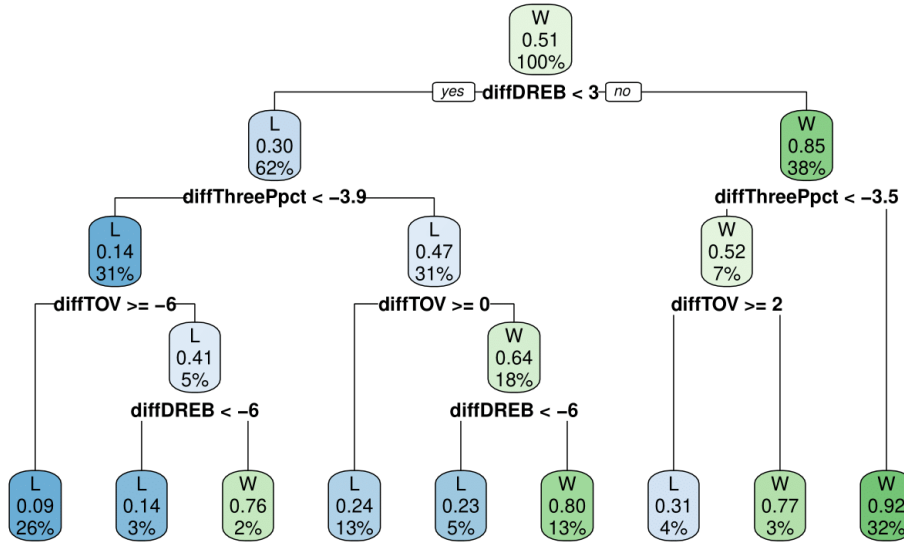 W
0.51
100%
yes diffDREB < 3 no
L
0.30
62%
W
0.85
38%
diffThreePpct < −3.9
diffThreePpct < −3.5
L
0.14
31%
L
0.47
31%
W
0.52
7%
diffTOV >= −6
diffTOV >= 0
diffTOV >= 2
L
0.41
5%
W
0.64
18%
diffDREB < −6
diffDREB < −6
L
0.09
26%
L
0.14
3%
W
0.76
2%
L
0.24
13%
L
0.23
5%
W
0.80
13%
L
0.31
4%
W
0.77
3%
W
0.92
32%